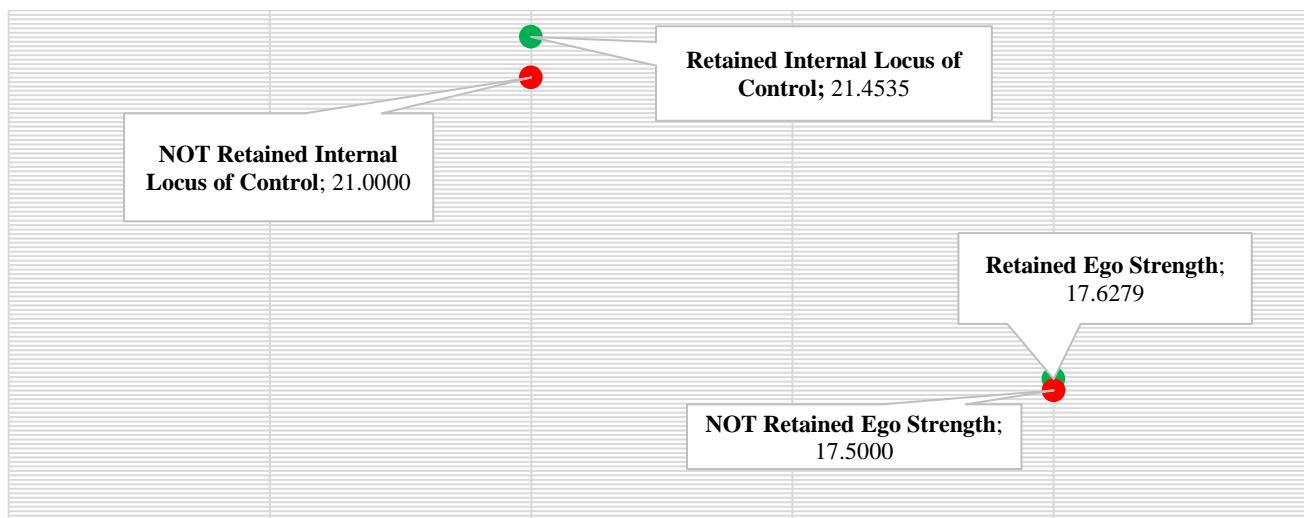 Retained Internal Locus of
Control; 21.4535
NOT Retained Internal
Locus of Control; 21.0000
Retained Ego Strength;
17.6279
NOT Retained Ego Strength;
17.5000